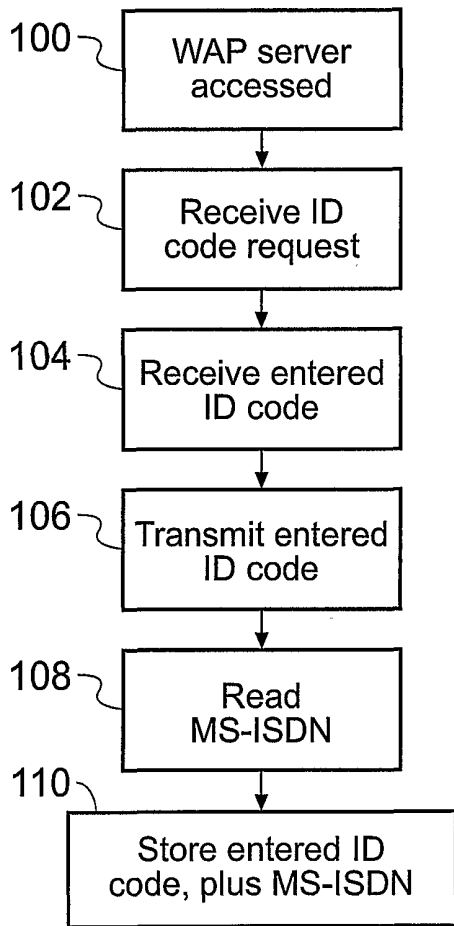 100
WAP server
accessed
102
Receive ID
code request
104
Receive entered
ID code
106
Transmit entered
ID code
108
Read
MS-ISDN
110
Store entered ID
code, plus MS-ISDN